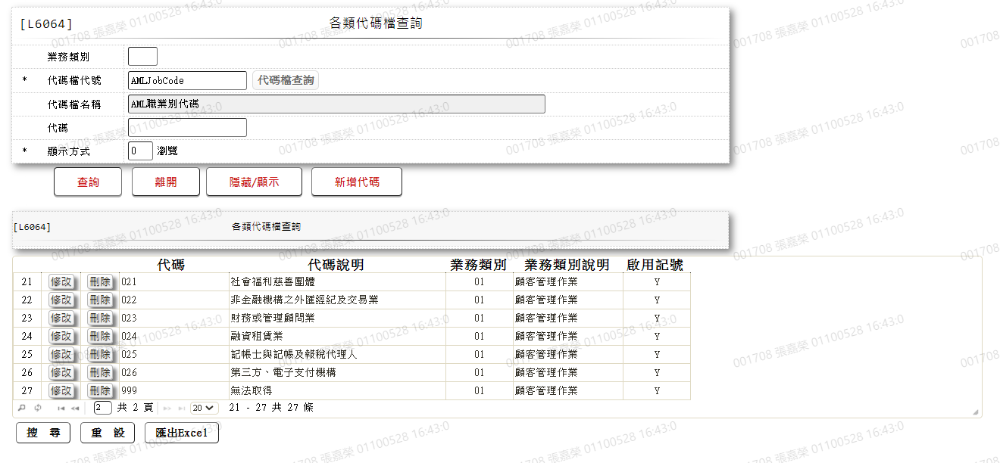 [L6064] 各類代碼檔查詢
業務類別
* 代碼檔代號 AMLJobCode 代碼檔查詢
代碼檔名稱 AML職業別代碼
代碼
* 顯示方式 0 瀏覽
查詢 離開 隱藏/顯示 新增代碼
[L6064] 各類代碼檔查詢
代碼 代碼說明 業務類別 業務類別說明 啟用記號
21 修改 刪除 021 社會福利慈善團體 01 顧客管理作業 Y
22 修改 刪除 022 非金融機構之外匯經紀及交易業 01 顧客管理作業 Y
23 修改 刪除 023 財務或管理顧問業 01 顧客管理作業 Y
24 修改 刪除 024 融資租賃業 01 顧客管理作業 Y
25 修改 刪除 025 記帳士與記帳及報稅代理人 01 顧客管理作業 Y
26 修改 刪除 026 第三方、電子支付機構 01 顧客管理作業 Y
27 修改 刪除 999 無法取得 01 顧客管理作業 Y
2 共 2 頁 20 21 - 27 共 27 條
搜 尋 重 設 匯出Excel
001708 張嘉榮 01100528 16:43:0